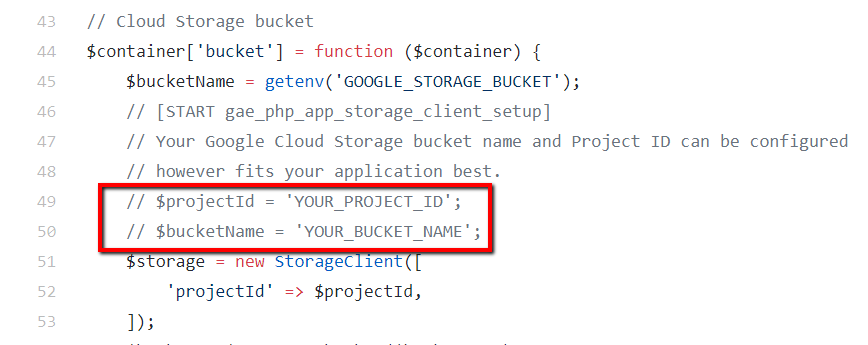 43 // Cloud Storage bucket
44 $container['bucket'] = function ($container) {
45 $bucketName = getenv('GOOGLE_STORAGE_BUCKET');
46 // [START gae_php_app_storage_client_setup]
47 // Your Google Cloud Storage bucket name and Project ID can be configured
48 // however fits your application best.
49 // $projectId = 'YOUR_PROJECT_ID';
50 // $bucketName = 'YOUR_BUCKET_NAME';
51 $storage = new StorageClient([
52 'projectId' => $projectId,
53 ]);